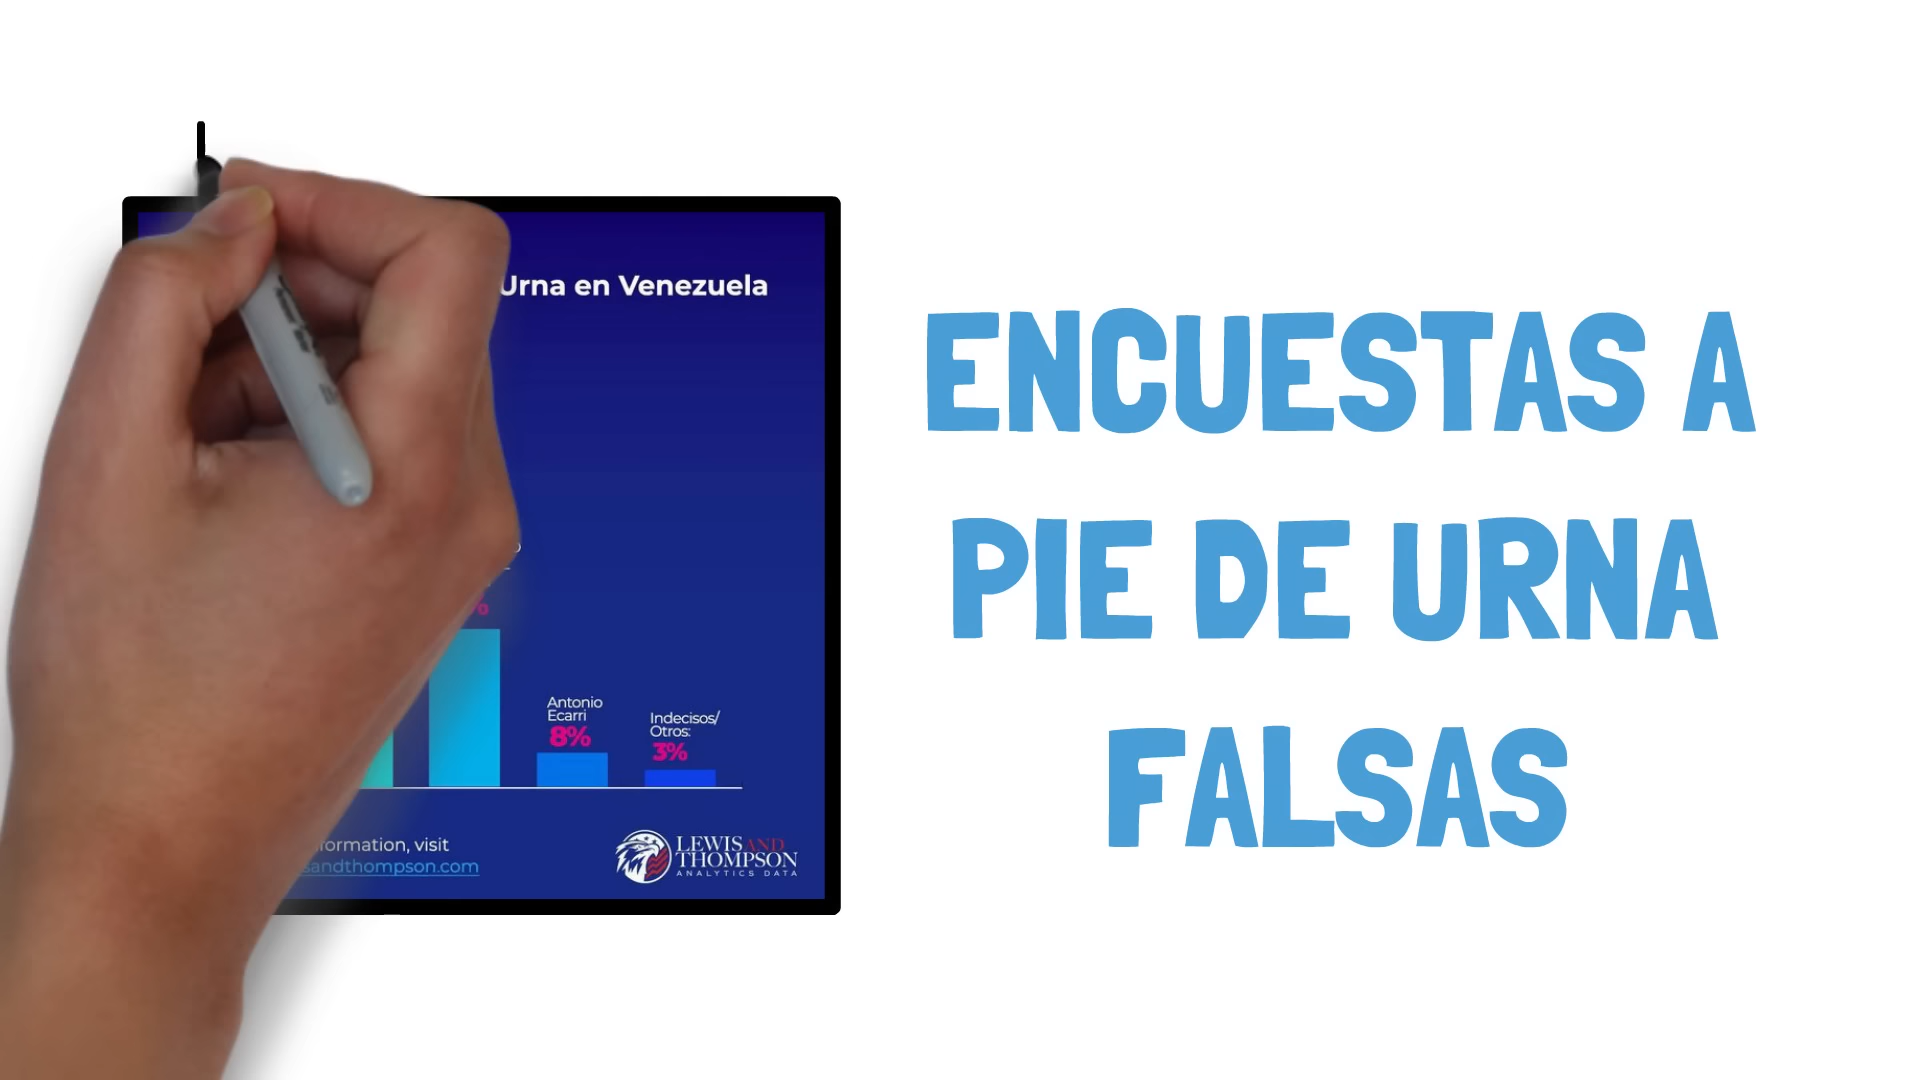 Urna en Venezuela
ENCUESTAS A
PIE DE URNA
FALSAS
%
Antonio
Ecarri
8%
Indecisos/
Otros:
3%
formation, visit
sandthompson.com
LEWIS AND
THOMPSON
ANALYTICS DATA